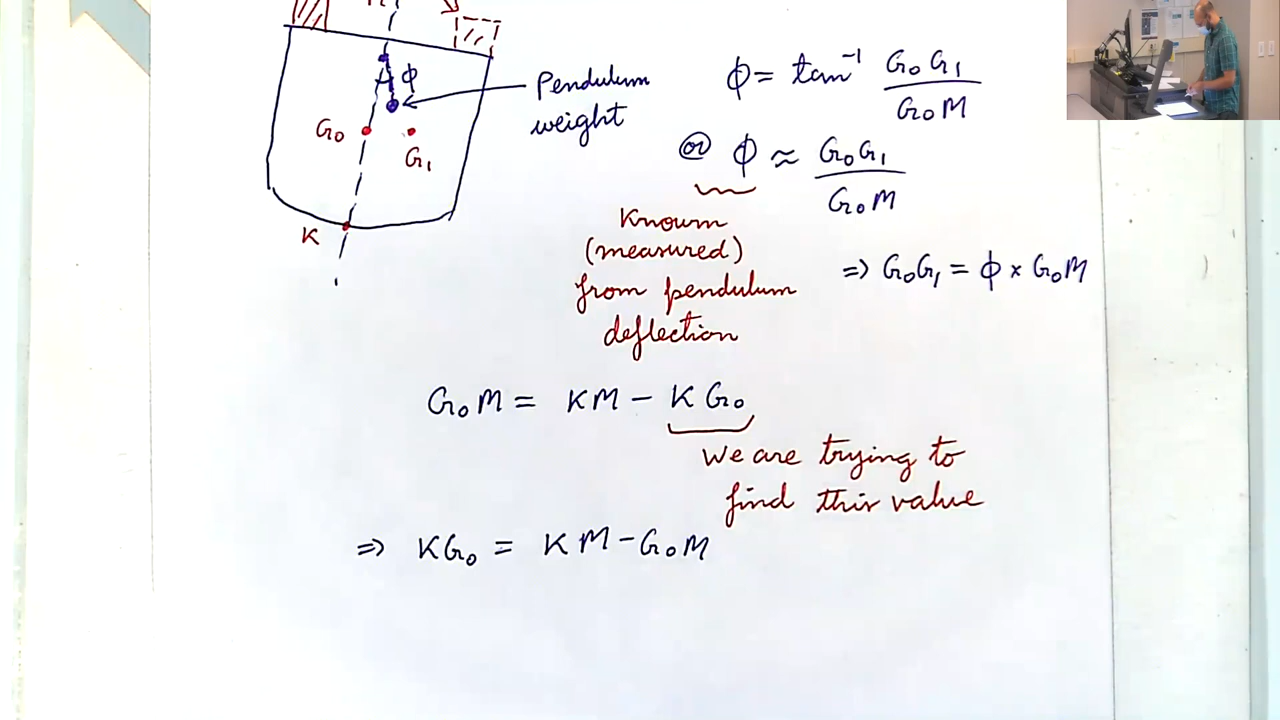 ϕ
Pendulum
weight
G₀
G₁
K
ϕ = tan⁻¹ G₀G₁ / G₀M
or ϕ ≈ G₀G₁ / G₀M
Known
(measured)
from pendulum
deflection
=> G₀G₁ = ϕ × G₀M
G₀M = KM - KG₀
We are trying to
find this value
=> KG₀ = KM - G₀M